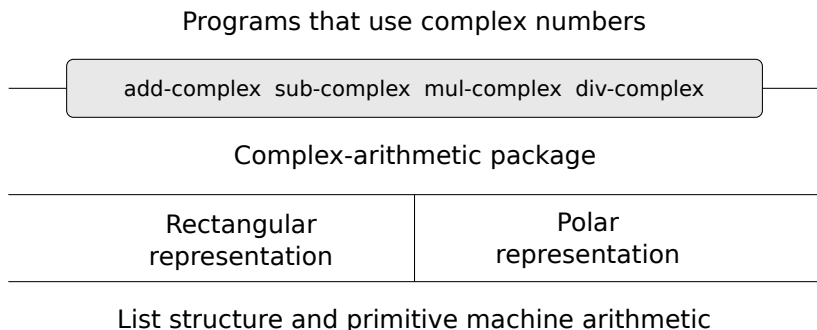 Programs that use complex numbers
add-complex sub-complex mul-complex div-complex
Complex-arithmetic package
Rectangular
representation
Polar
representation
List structure and primitive machine arithmetic